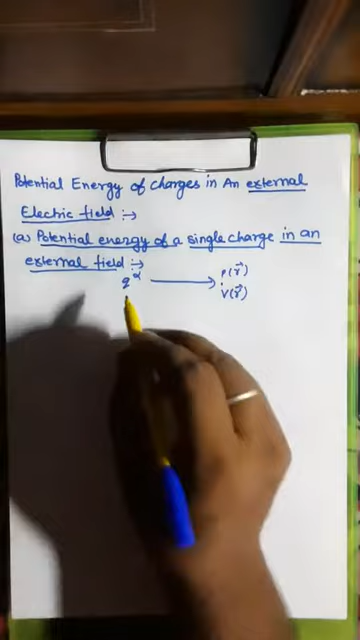 Potential Energy of charges in An external
Electric field :→
(a) Potential energy of a single charge in an
external field :→
q ∝ ⟶ P(r⃗)
V(r⃗)